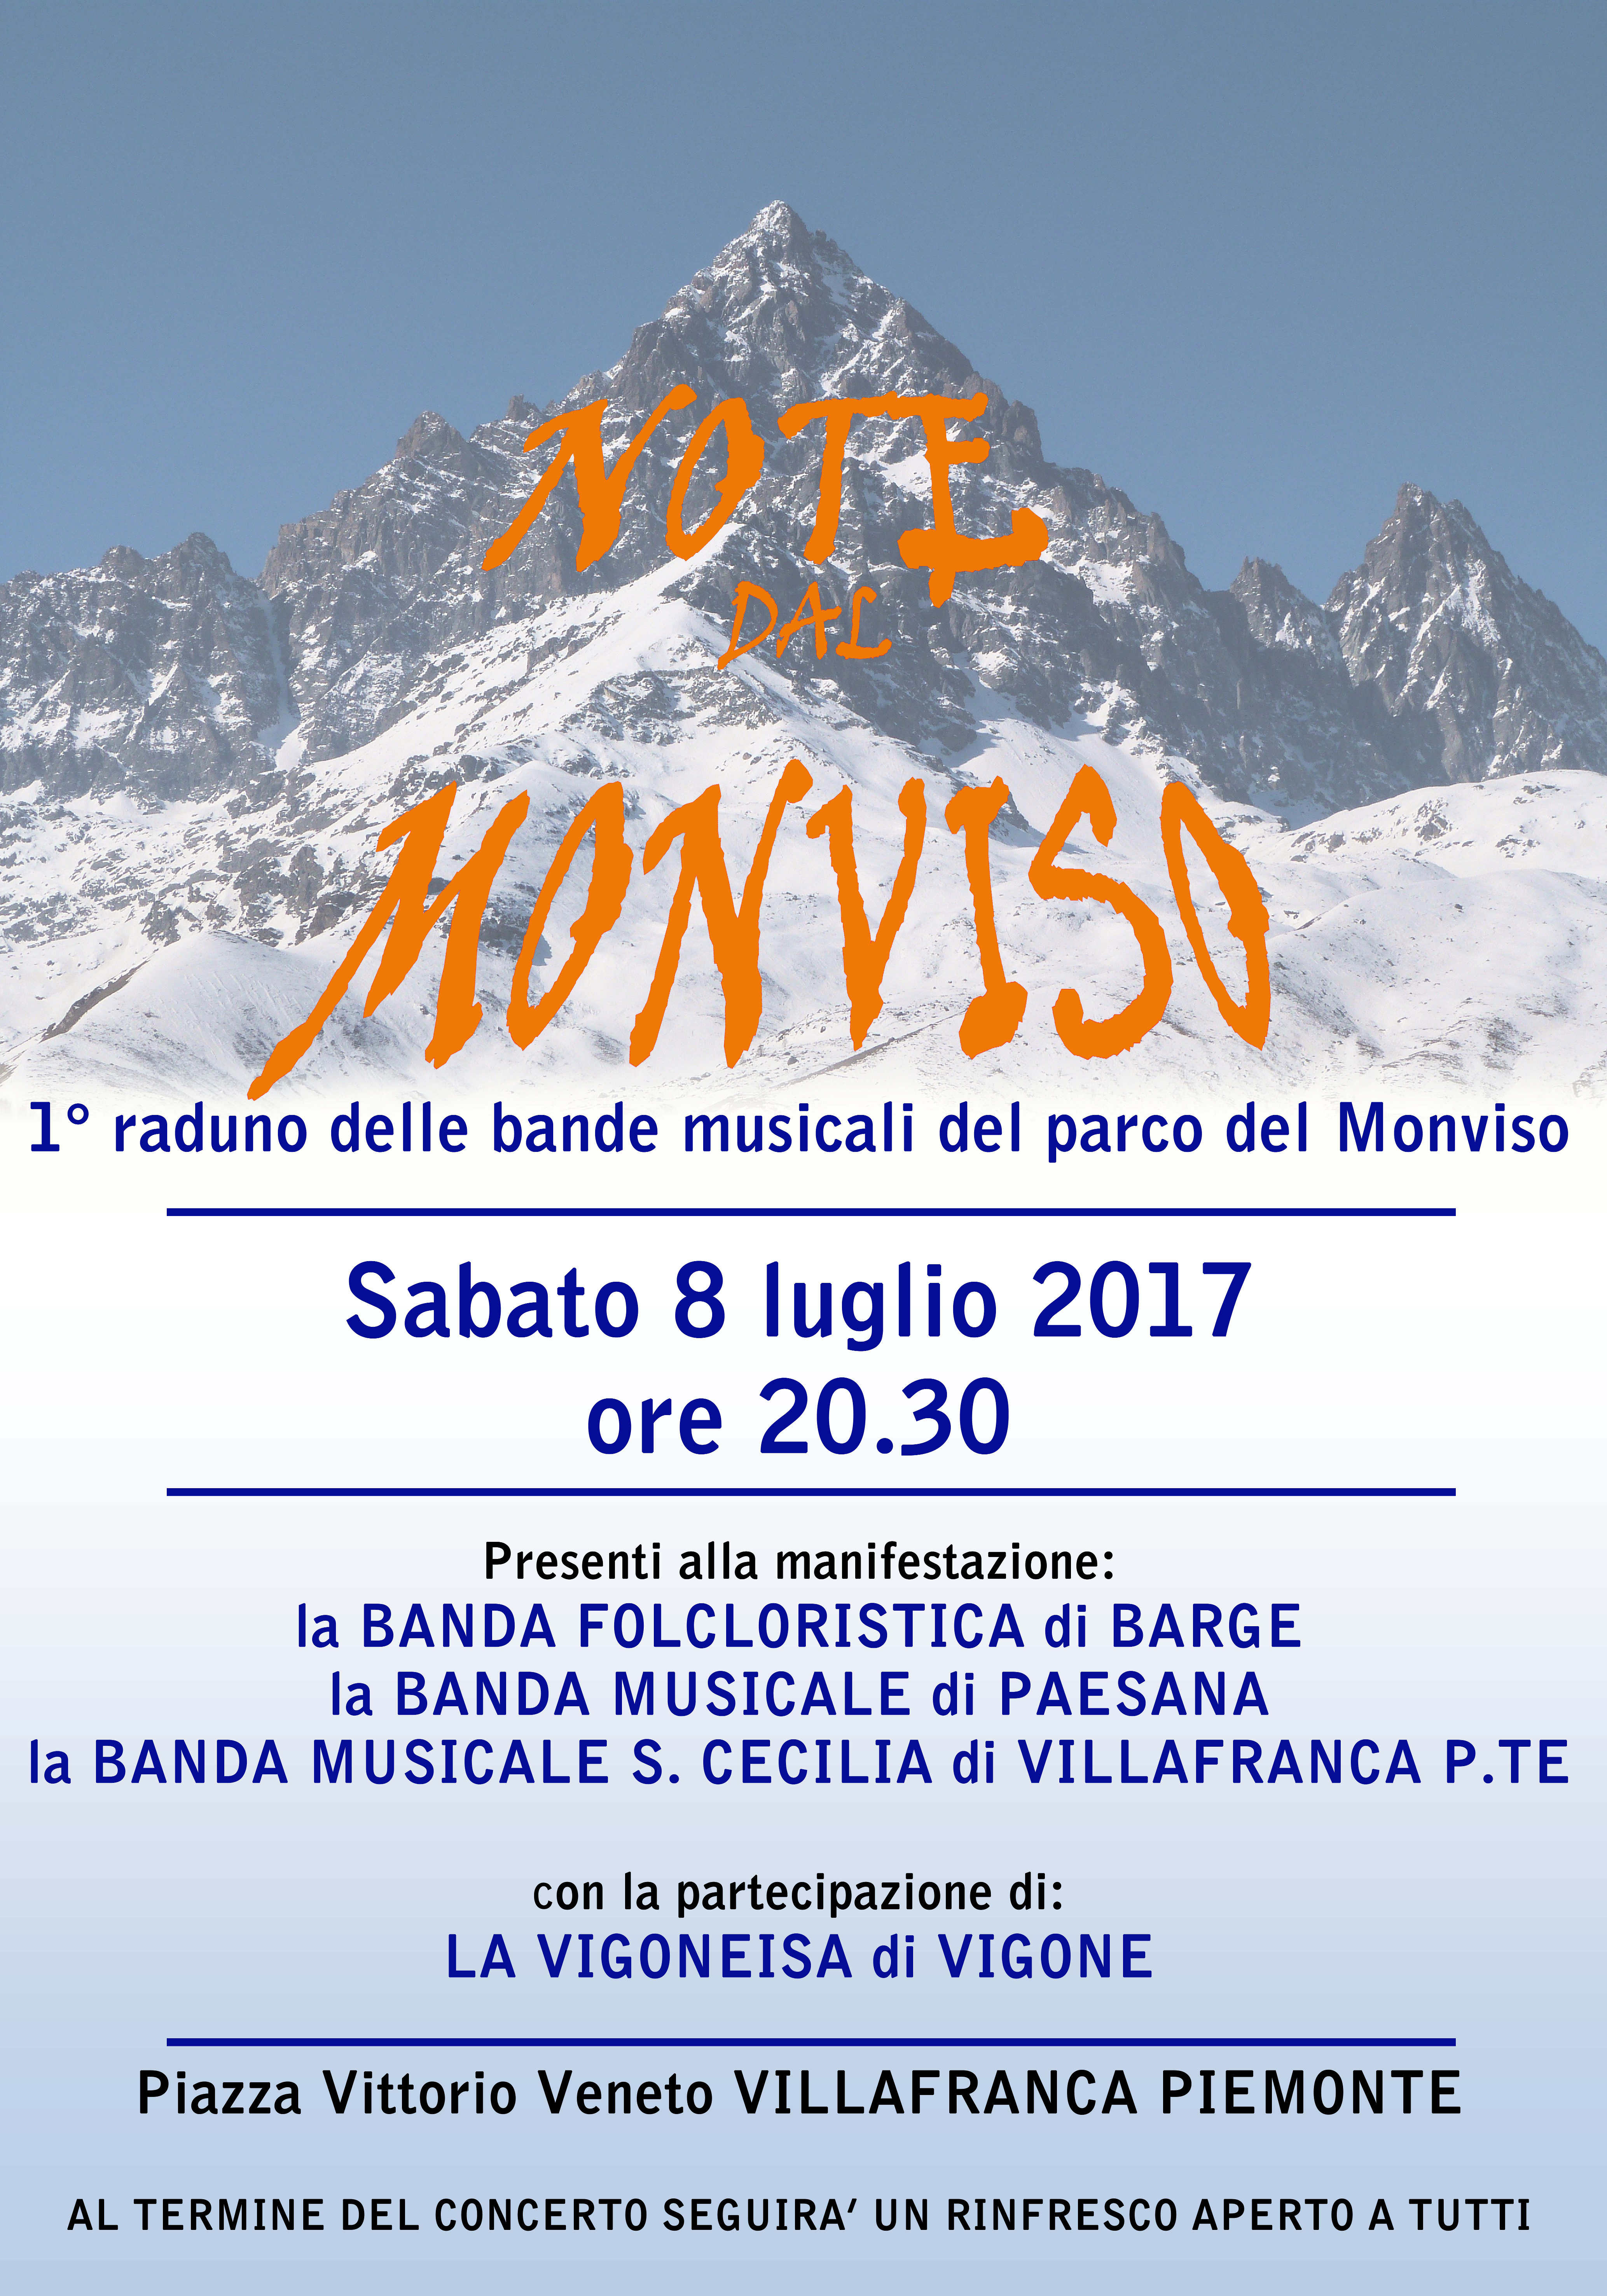 NOTE
DAL
MONVISO
1° raduno delle bande musicali del parco del Monviso
Sabato 8 luglio 2017
ore 20.30
Presenti alla manifestazione:
la BANDA FOLCLORISTICA di BARGE
la BANDA MUSICALE di PAESANA
la BANDA MUSICALE S. CECILIA di VILLAFRANCA P.TE
con la partecipazione di:
LA VIGONEISA di VIGONE
Piazza Vittorio Veneto VILLAFRANCA PIEMONTE
AL TERMINE DEL CONCERTO SEGUIRA' UN RINFRESCO APERTO A TUTTI